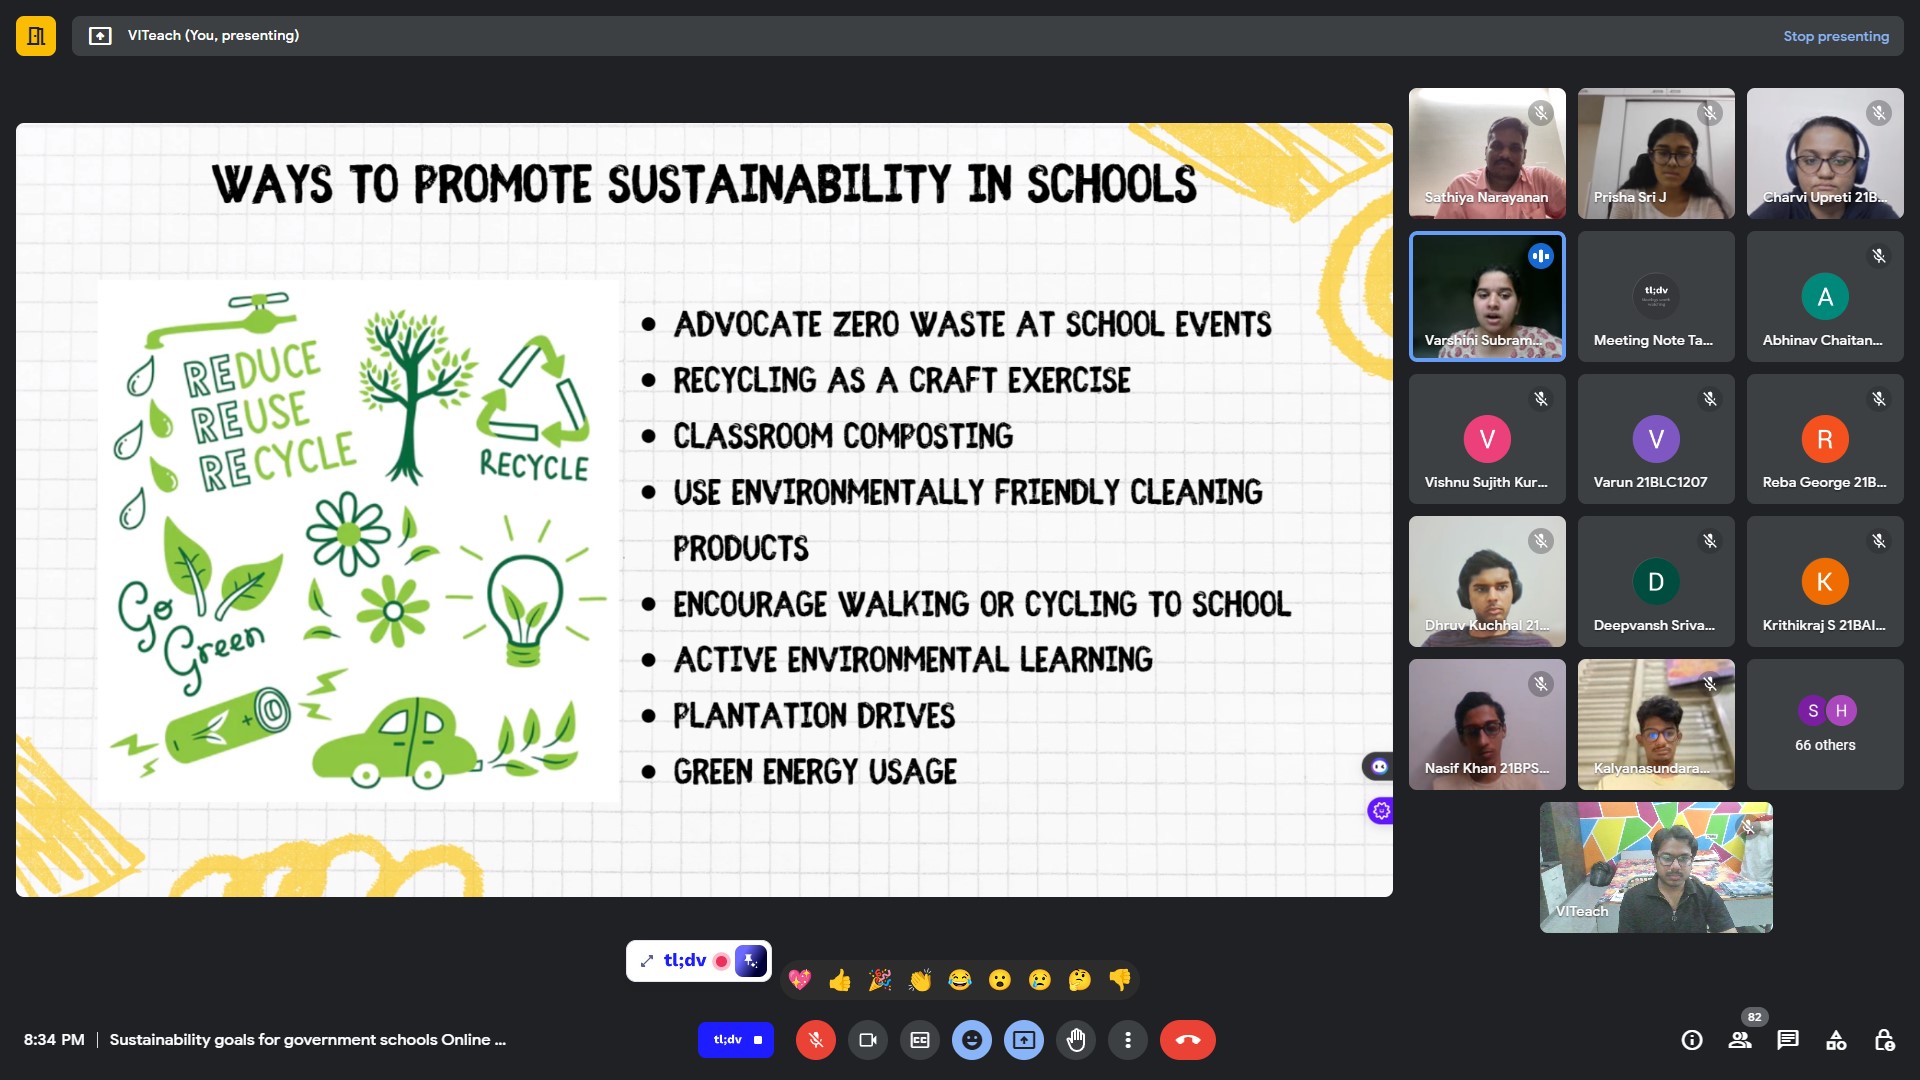 VITeach (You, presenting)
Stop presenting
WAYS TO PROMOTE SUSTAINABILITY IN SCHOOLS
REDUCE
REUSE
RECYCLE
RECYCLE
Go
Green
ADVOCATE ZERO WASTE AT SCHOOL EVENTS
RECYCLING AS A CRAFT EXERCISE
CLASSROOM COMPOSTING
USE ENVIRONMENTALLY FRIENDLY CLEANING
PRODUCTS
ENCOURAGE WALKING OR CYCLING TO SCHOOL
ACTIVE ENVIRONMENTAL LEARNING
PLANTATION DRIVES
GREEN ENERGY USAGE
Sathiya Narayanan
Prisha Sri J
Charvi Upreti 21B...
Varshini Subram...
tl;dv
Meeting Note Ta...
A
Abhinav Chaitan...
V
Vishnu Sujith Kur...
V
Varun 21BLC1207
R
Reba George 21B...
Dhruv Kuchhal 21...
D
Deepvansh Sriva...
K
Krithikraj S 21BAI...
Nasif Khan 21BPS...
Kalyanasundara...
S H
66 others
VITeach
tl;dv
8:34 PM | Sustainability goals for government schools Online ...
tl;dv
CC
82